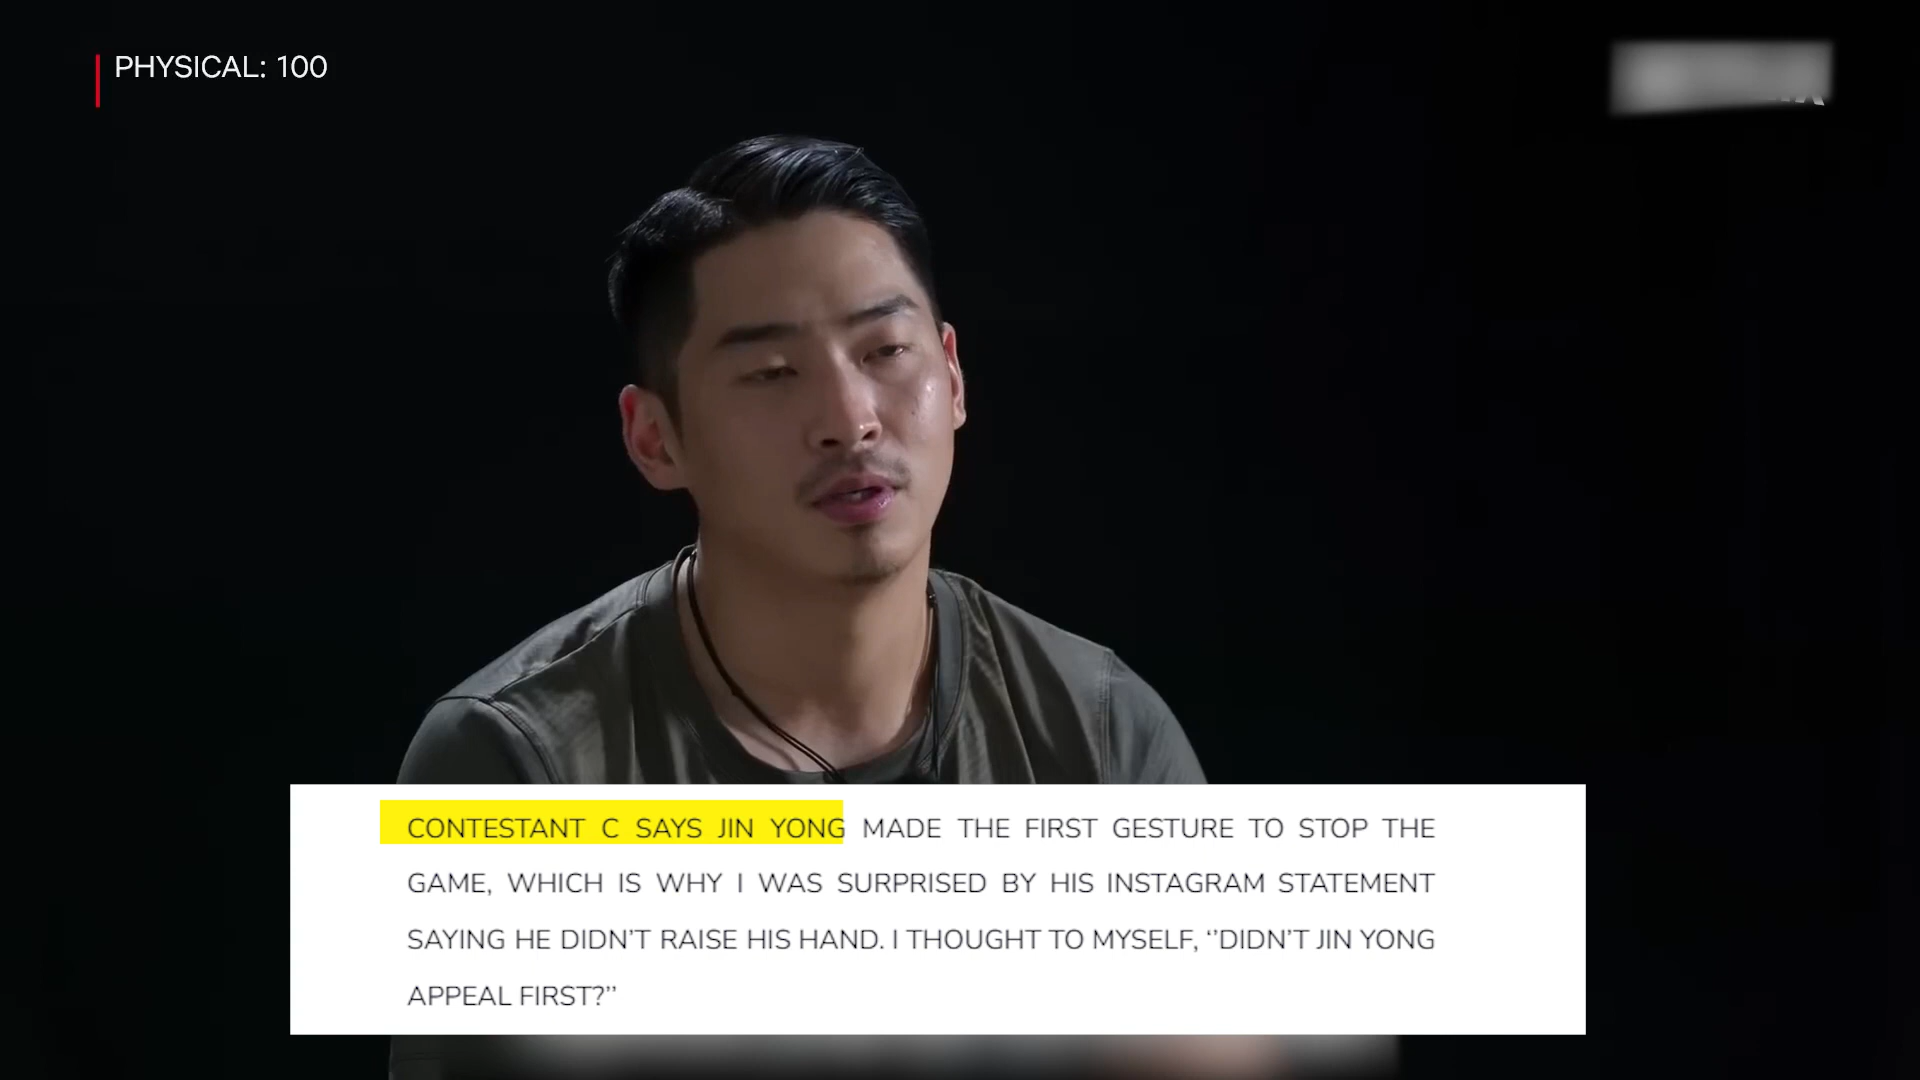 PHYSICAL: 100
CONTESTANT C SAYS JIN YONG MADE THE FIRST GESTURE TO STOP THE
GAME, WHICH IS WHY I WAS SURPRISED BY HIS INSTAGRAM STATEMENT
SAYING HE DIDN’T RAISE HIS HAND. I THOUGHT TO MYSELF, ‘’DIDN’T JIN YONG
APPEAL FIRST?’’